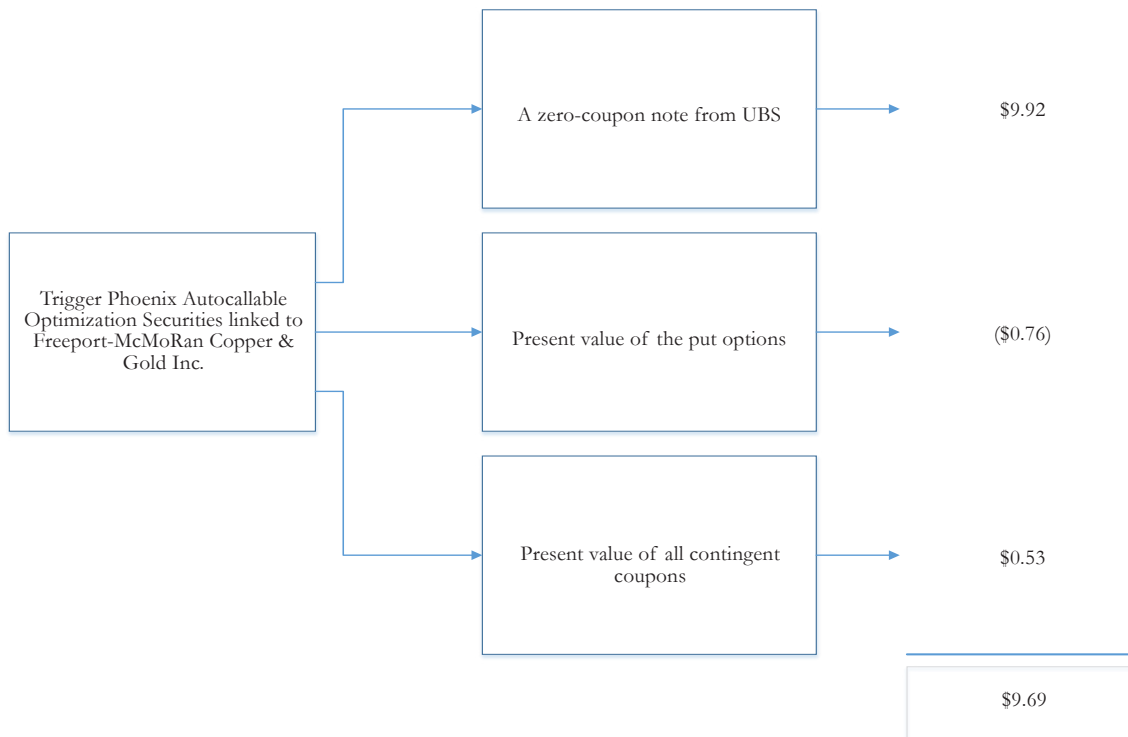 A zero-coupon note from UBS
$9.92
Trigger Phoenix Autocallable
Optimization Securities linked to
Freeport-McMoRan Copper &
Gold Inc.
Present value of the put options
($0.76)
Present value of all contingent
coupons
$0.53
$9.69